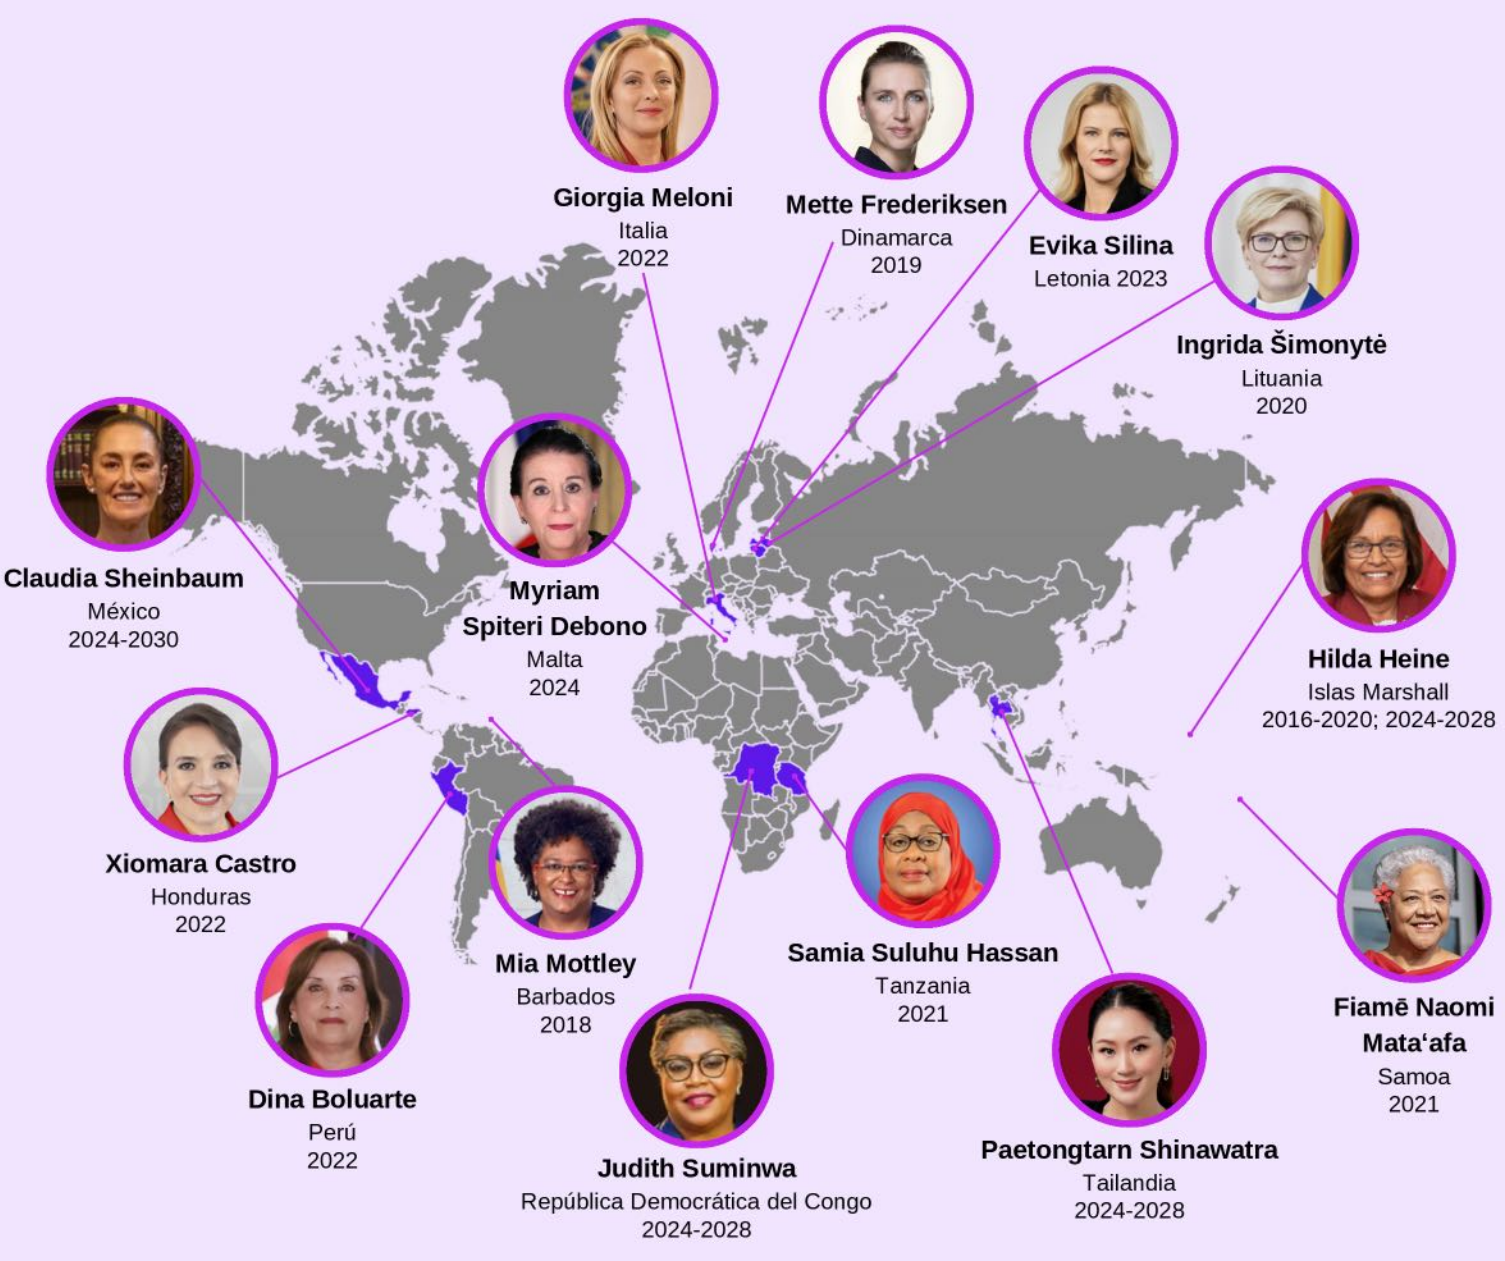 Giorgia Meloni
Italia
2022
Mette Frederiksen
Dinamarca
2019
Evika Silina
Letonia 2023
Ingrida Šimonytė
Lituania
2020
Claudia Sheinbaum
México
2024-2030
Myriam
Spiteri Debono
Malta
2024
Hilda Heine
Islas Marshall
2016-2020; 2024-2028
Xiomara Castro
Honduras
2022
Mia Mottley
Barbados
2018
Samia Suluhu Hassan
Tanzania
2021
Fiamē Naomi
Mata‘afa
Samoa
2021
Dina Boluarte
Perú
2022
Judith Suminwa
República Democrática del Congo
2024-2028
Paetongtarn Shinawatra
Tailandia
2024-2028